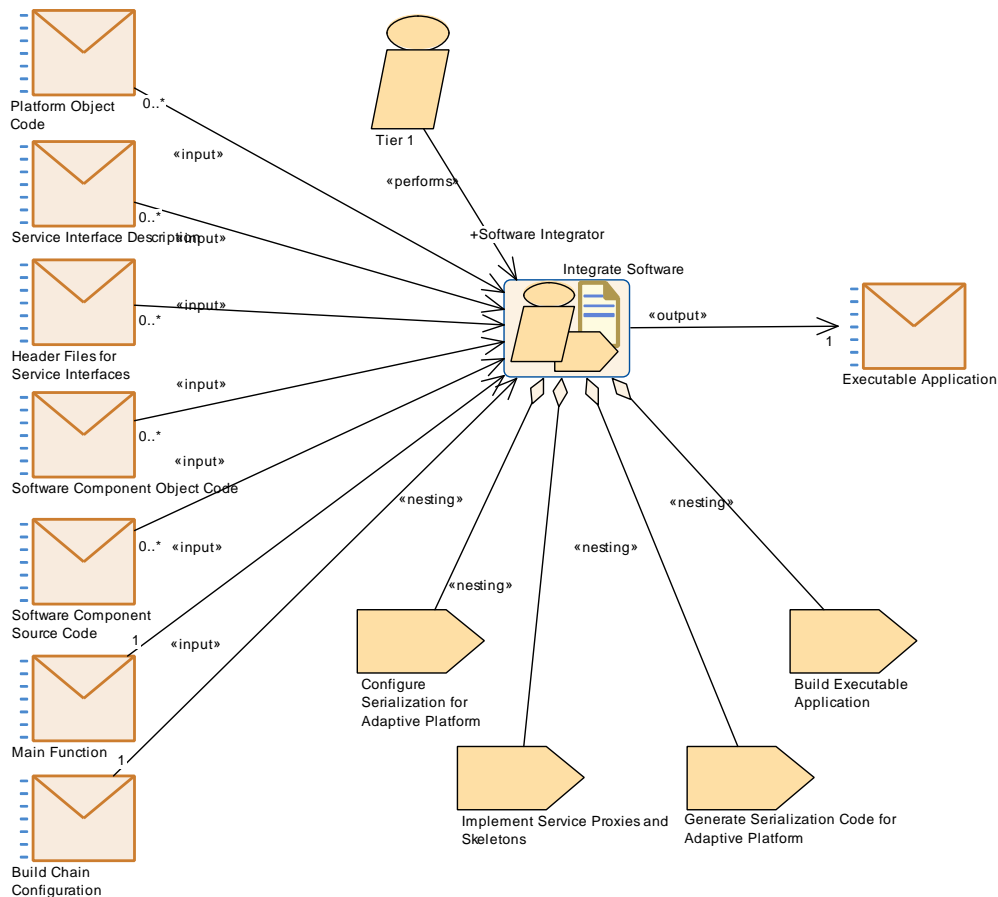 Platform Object
Code
0..*
«input»
Service Interface Description
0..*
«input»
Header Files for
Service Interfaces
0..*
«input»
Software Component Object Code
0..*
«input»
Software Component
Source Code
0..*
«input»
Main Function
1
«input»
Build Chain
Configuration
1
«input»
Tier 1
«performs»
+Software Integrator
Integrate Software
«output»
1
Executable Application
«nesting»
«nesting»
«nesting»
«nesting»
Configure
Serialization for
Adaptive Platform
Implement Service Proxies and
Skeletons
Generate Serialization Code for
Adaptive Platform
Build Executable
Application